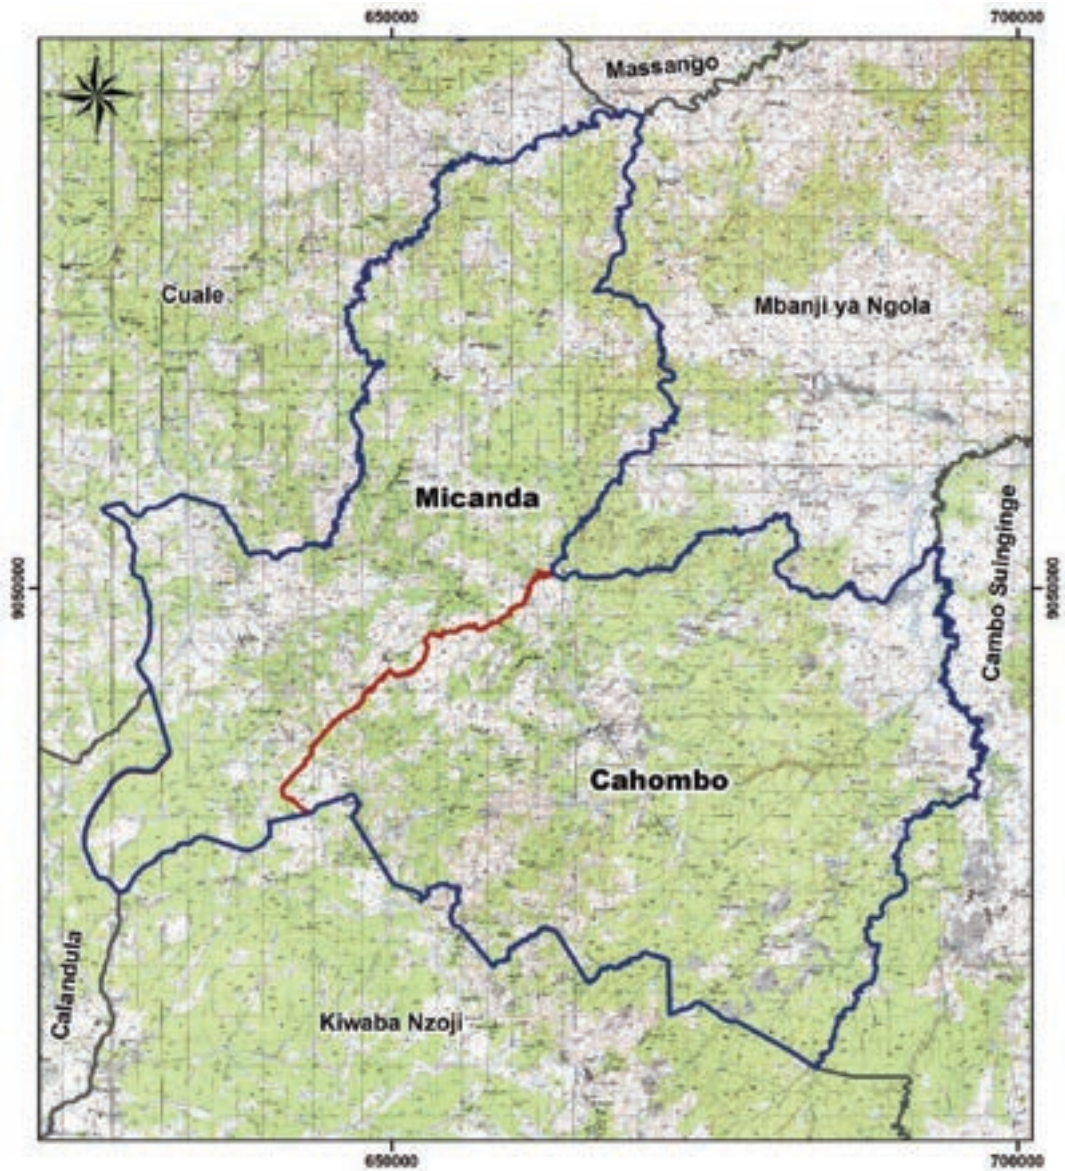 650000
700000
Massango
Cuale
Mbanji ya Ngola
Micanda
9050000
9050000
Cambo Suinginge
Cahombo
Calandula
Kiwaba Nzoji
650000
700000